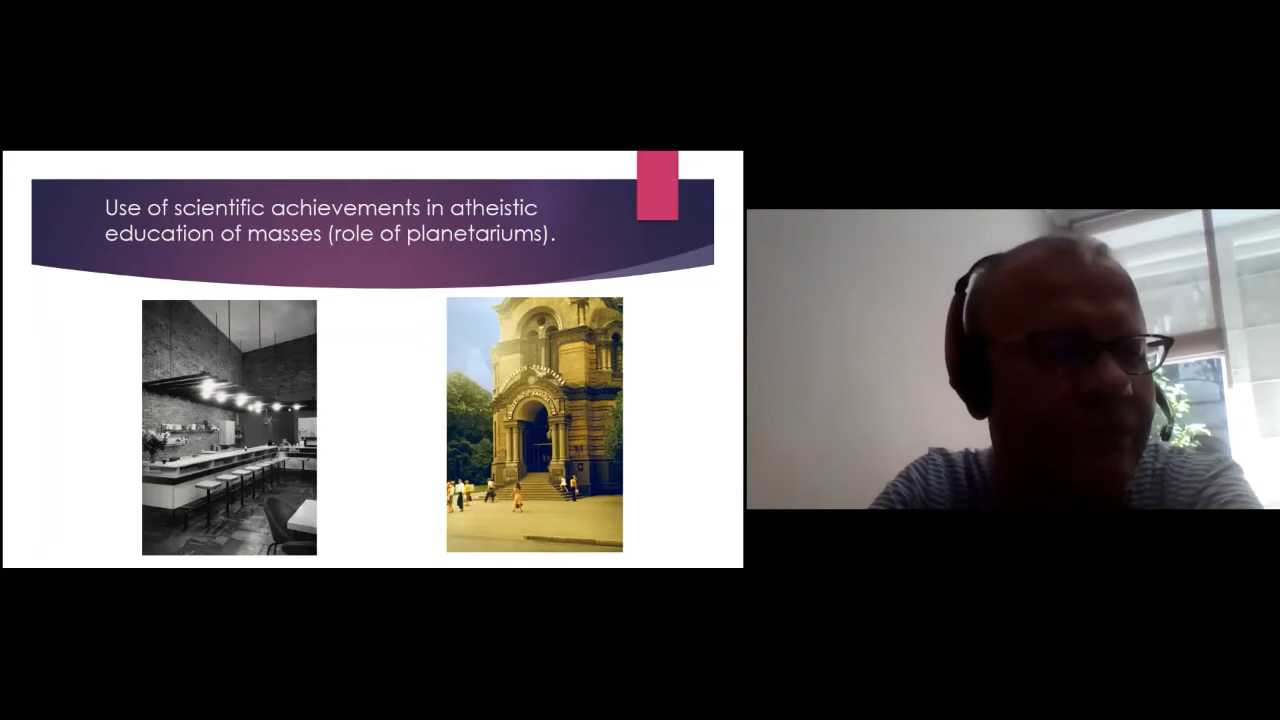 Use of scientific achievements in atheistic
education of masses (role of planetariums).